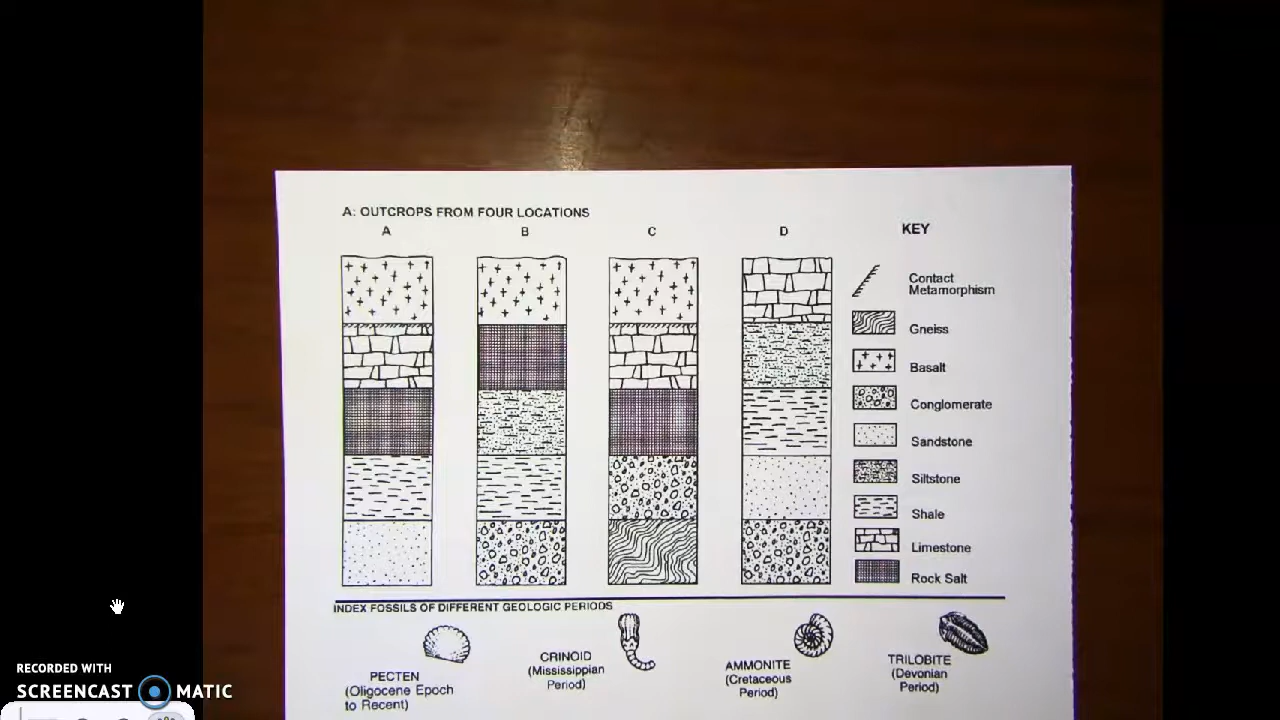 A: OUTCROPS FROM FOUR LOCATIONS
A B C D
KEY
Contact
Metamorphism
Gneiss
Basalt
Conglomerate
Sandstone
Siltstone
Shale
Limestone
Rock Salt
INDEX FOSSILS OF DIFFERENT GEOLOGIC PERIODS
PECTEN
(Oligocene Epoch
to Recent)
CRINOID
(Mississippian
Period)
AMMONITE
(Cretaceous
Period)
TRILOBITE
(Devonian
Period)
RECORDED WITH
SCREENCAST MATIC